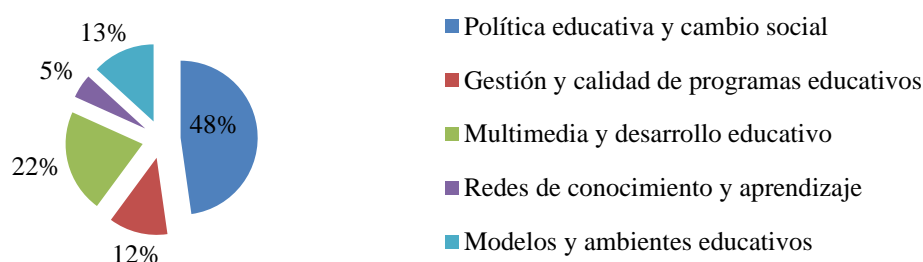 13%
5%
48%
22%
12%
Política educativa y cambio social
Gestión y calidad de programas educativos
Multimedia y desarrollo educativo
Redes de conocimiento y aprendizaje
Modelos y ambientes educativos